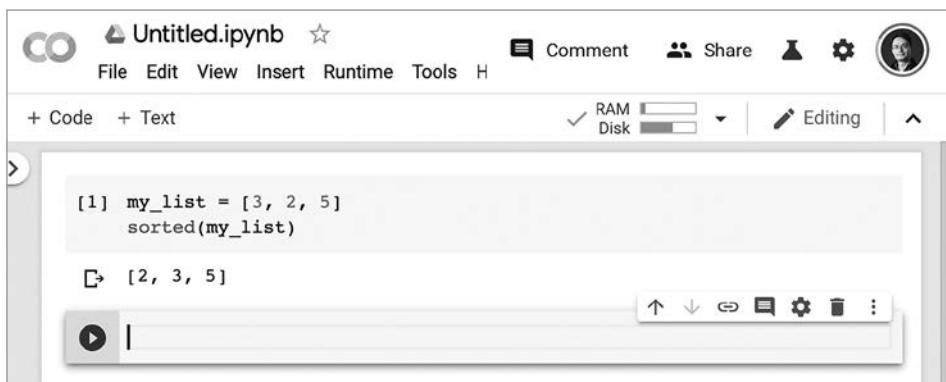 CO
Untitled.ipynb
Comment
Share
File Edit View Insert Runtime Tools H
+ Code + Text
RAM
Disk
Editing
[1] my_list = [3, 2, 5]
sorted(my_list)
[2, 3, 5]